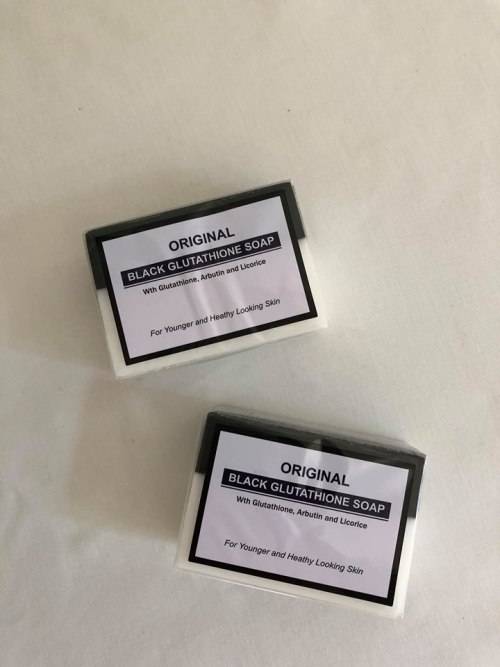 ORIGINAL
BLACK GLUTATHIONE SOAP
Wth Glutathione, Arbutin and Licorice
For Younger and Heathy Looking Skin
ORIGINAL
BLACK GLUTATHIONE SOAP
Wth Glutathione, Arbutin and Licorice
For Younger and Heathy Looking Skin